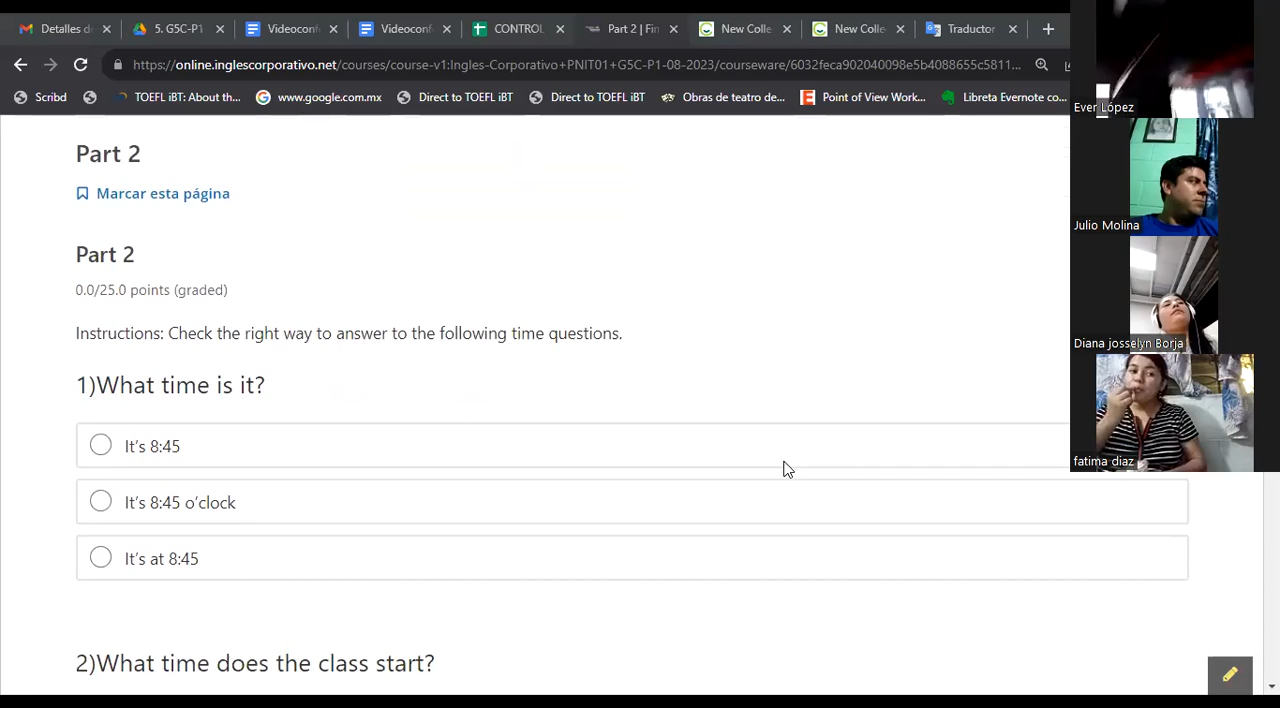 Detalles de
5. G5C-P1
Videoconf
Videoconf
CONTROL
Part 2 | Fin
New Colle
New Colle
Traductor
https://online.inglescorporativo.net/courses/course-v1:Ingles-Corporativo+PNIT01+G5C-P1-08-2023/courseware/6032feca902040098e5b4088655c5811...
Scribd
TOEFL iBT: About th...
www.google.com.mx
Direct to TOEFL iBT
Direct to TOEFL iBT
Obras de teatro de...
Point of View Work...
Libreta Evernote co...
Ever López
Julio Molina
Diana josselyn Borja
fatima diaz
Part 2
Marcar esta página
Part 2
0.0/25.0 points (graded)
Instructions: Check the right way to answer to the following time questions.
1)What time is it?
It's 8:45
It's 8:45 o'clock
It's at 8:45
2)What time does the class start?